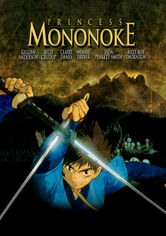 PRINCESS
MONONOKE
GILLIAN ANDERSON
BILLY CRUDUP
CLAIRE DANES
MINNIE DRIVER
JADA PINKETT SMITH
BILLY BOB THORNTON